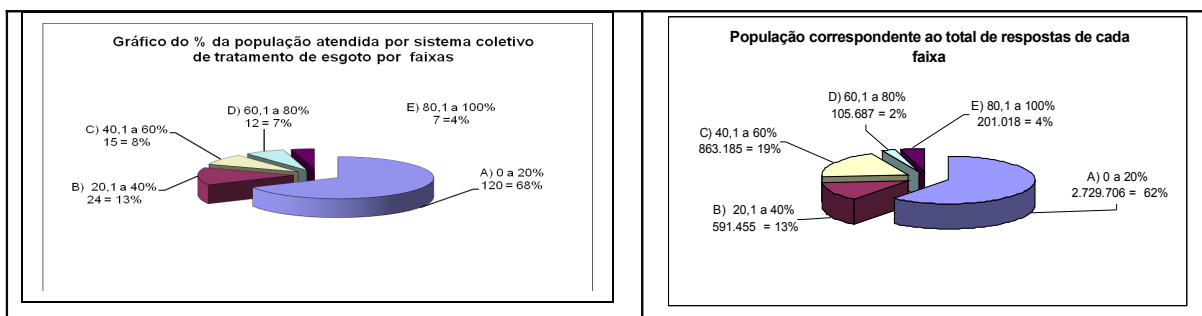 Gráfico do % da população atendida por sistema coletivo
de tratamento de esgoto por faixas
D) 60,1 a 80%
12 = 7%
E) 80,1 a 100%
7 =4%
C) 40,1 a 60%
15 = 8%
B) 20,1 a 40%
24 = 13%
A) 0 a 20%
120 = 68%
População correspondente ao total de respostas de cada
faixa
D) 60,1 a 80%
105.687 = 2%
E) 80,1 a 100%
201.018 = 4%
C) 40,1 a 60%
863.185 = 19%
B) 20,1 a 40%
591.455 = 13%
A) 0 a 20%
2.729.706 = 62%